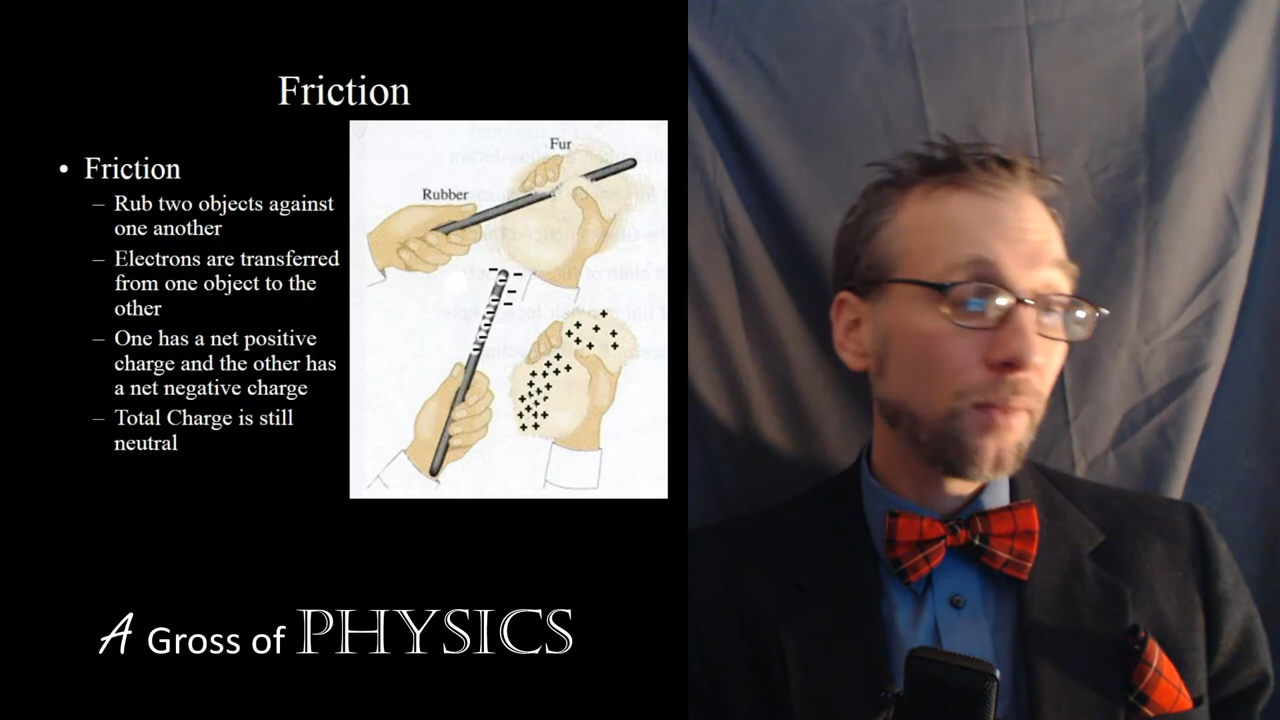 Friction
• Friction
– Rub two objects against
one another
– Electrons are transferred
from one object to the
other
– One has a net positive
charge and the other has
a net negative charge
– Total Charge is still
neutral
Fur
Rubber
A Gross of PHYSICS